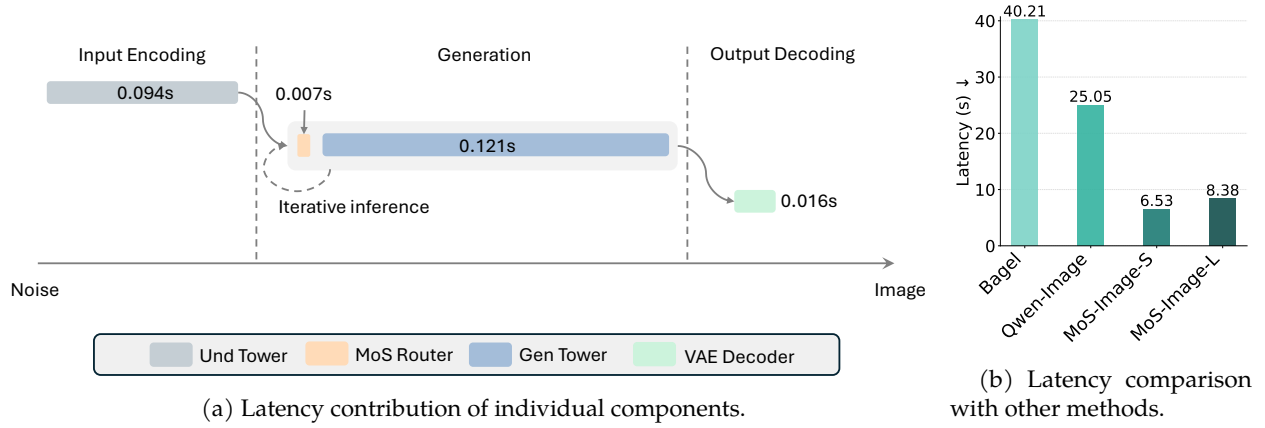 Input Encoding
Generation
Output Decoding
0.094s
0.007s
0.121s
0.016s
Iterative inference
Noise
Image
Und Tower
MoS Router
Gen Tower
VAE Decoder
(a) Latency contribution of individual components.
Latency (s) ↓
40
30
20
10
0
40.21
25.05
6.53
8.38
Bagel
Qwen-Image
MoS-Image-S
MoS-Image-L
(b) Latency comparison
with other methods.